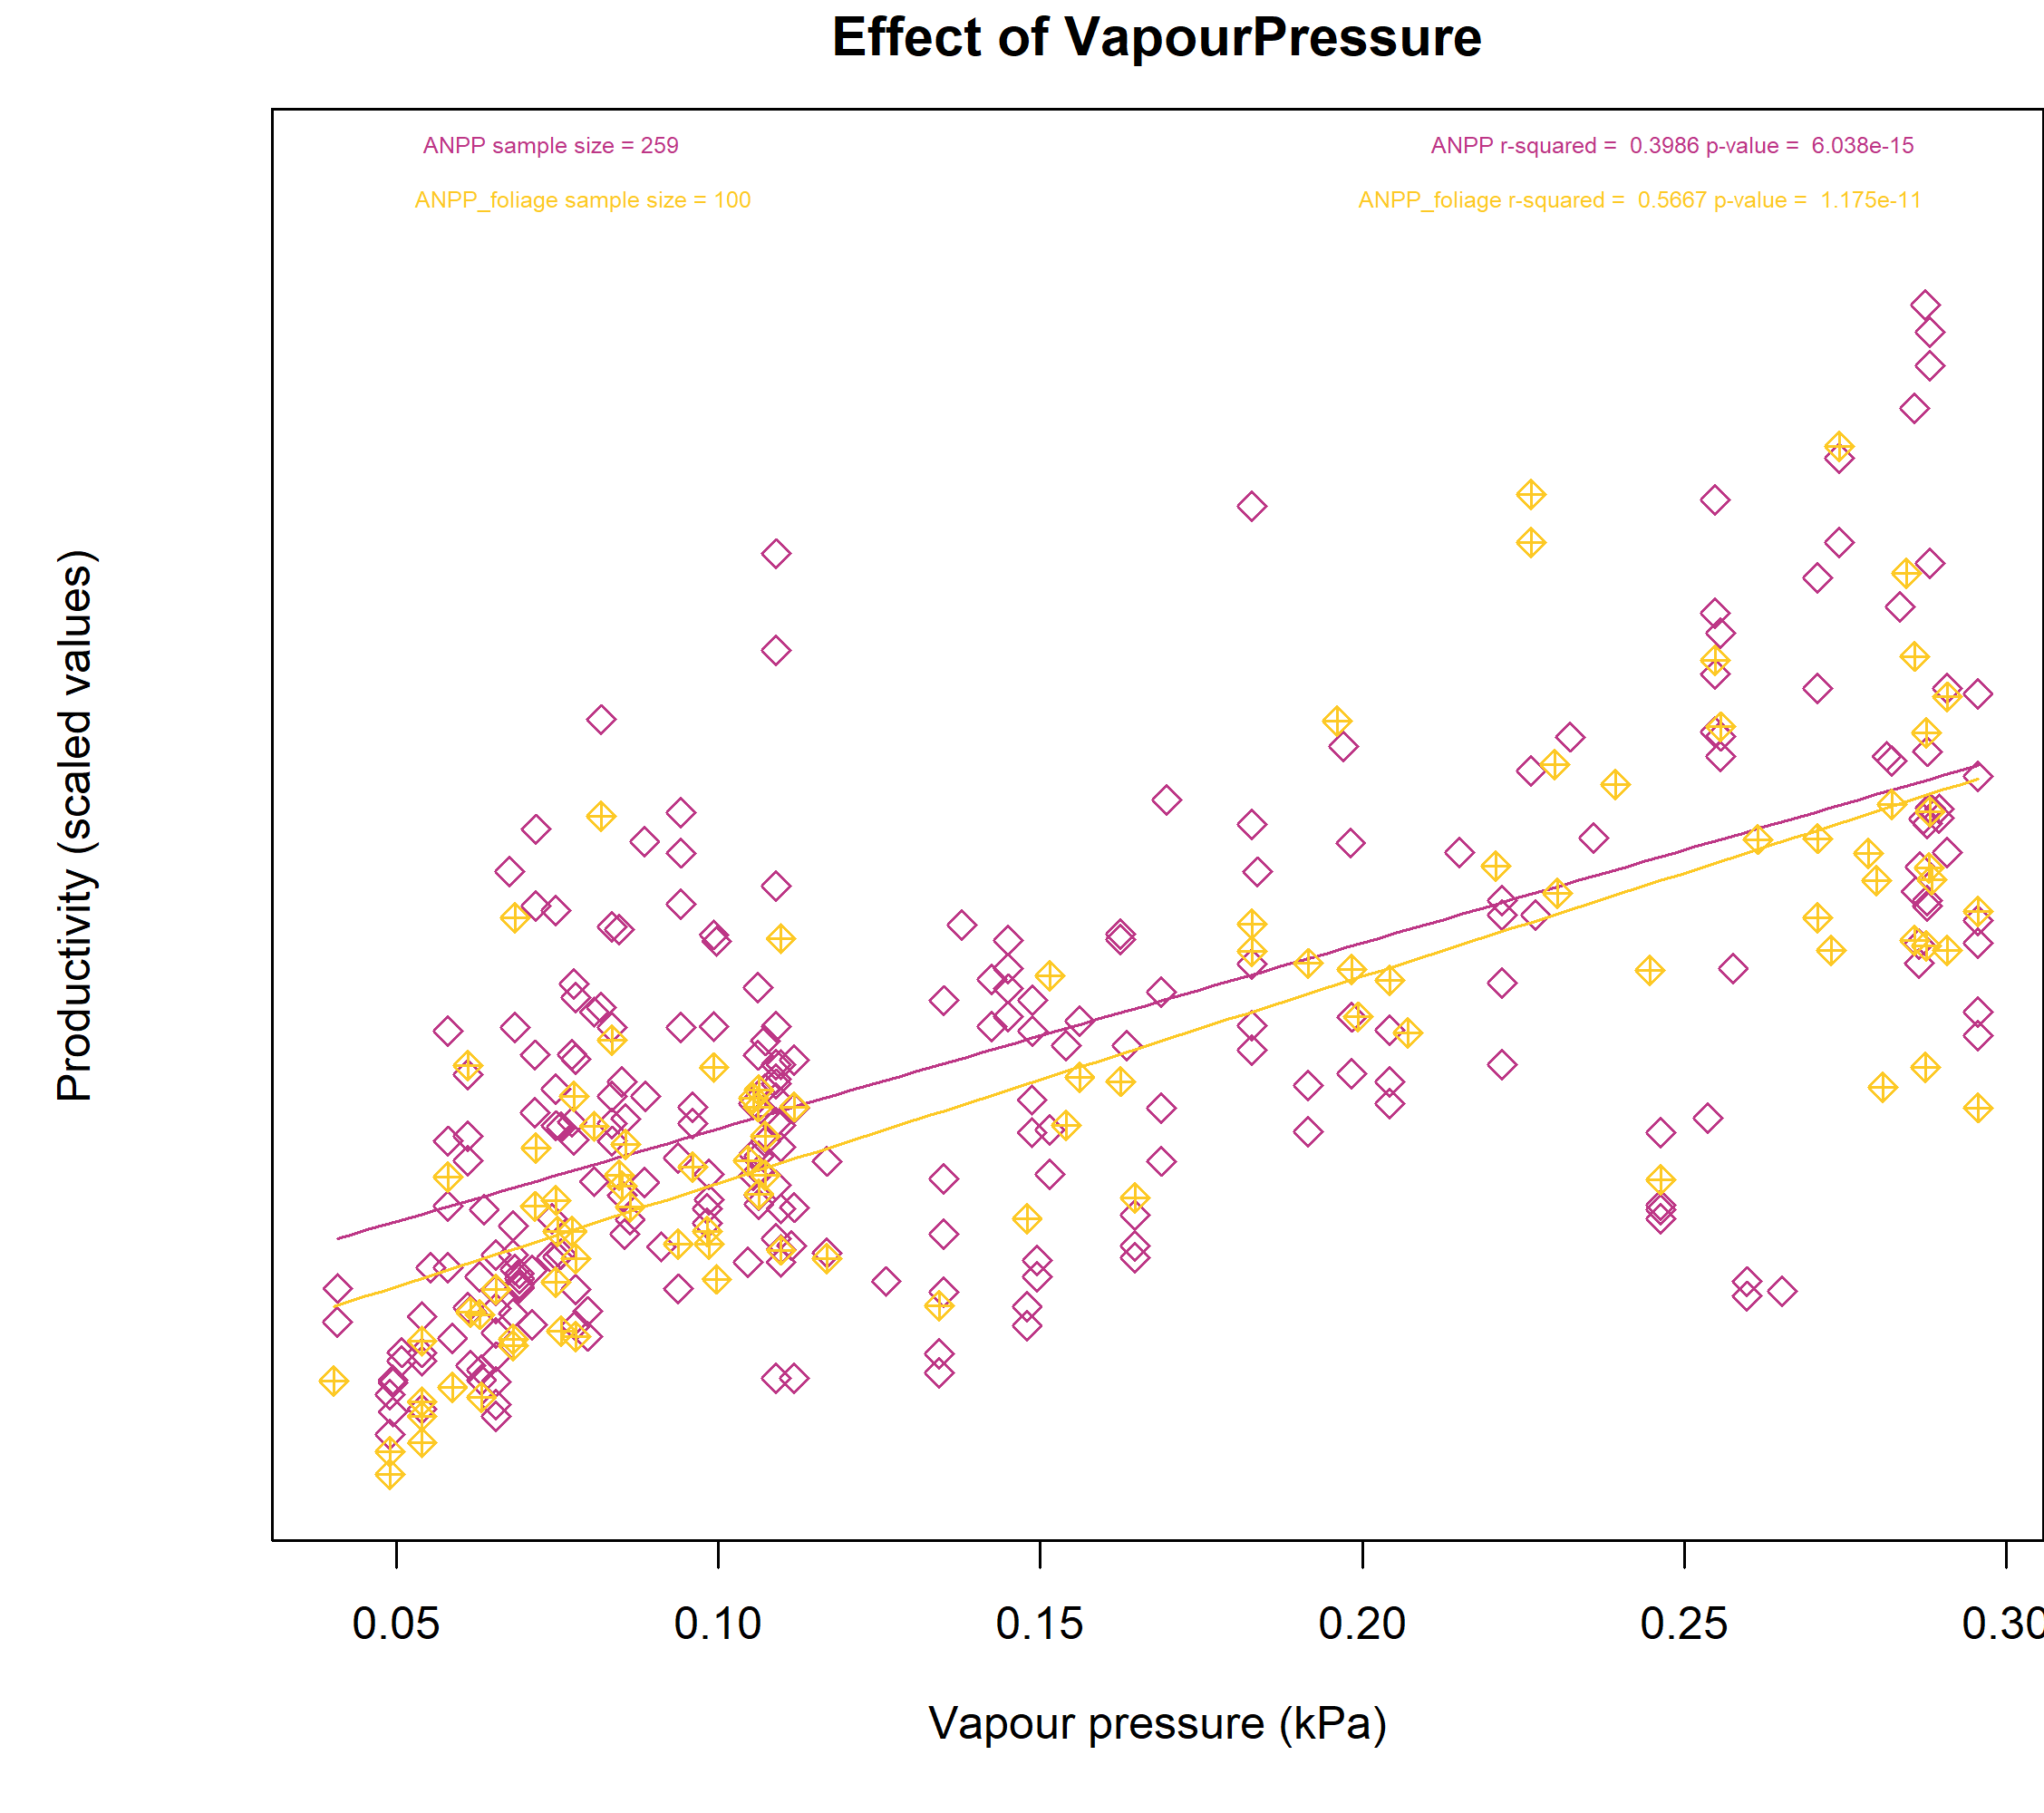 Effect of VapourPressure
ANPP sample size = 259
ANPP r-squared =  0.3986 p-value =  6.038e-15
ANPP_foliage sample size = 100
ANPP_foliage r-squared =  0.5667 p-value =  1.175e-11
Productivity (scaled values)
0.05 0.10 0.15 0.20 0.25 0.30
Vapour pressure (kPa)